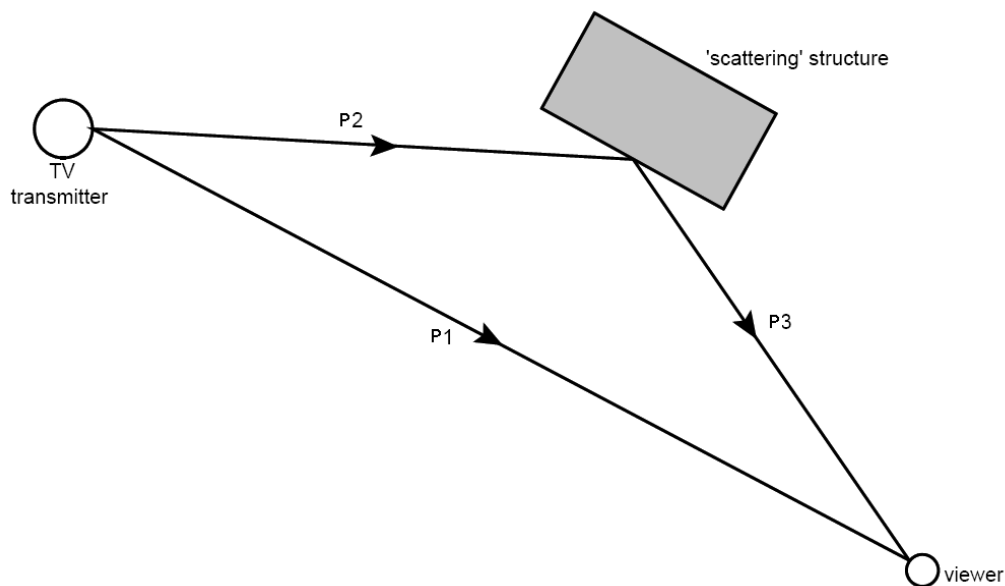 'scattering' structure
P2
TV
transmitter
P1
P3
viewer